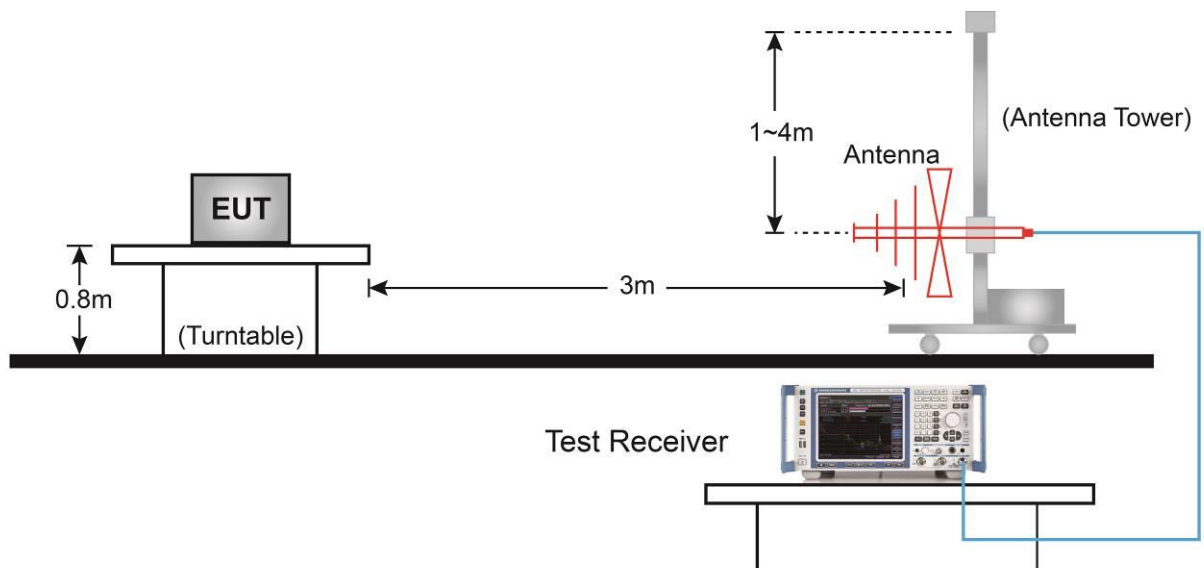 1~4m
(Antenna Tower)
Antenna
EUT
0.8m
3m
(Turntable)
Test Receiver